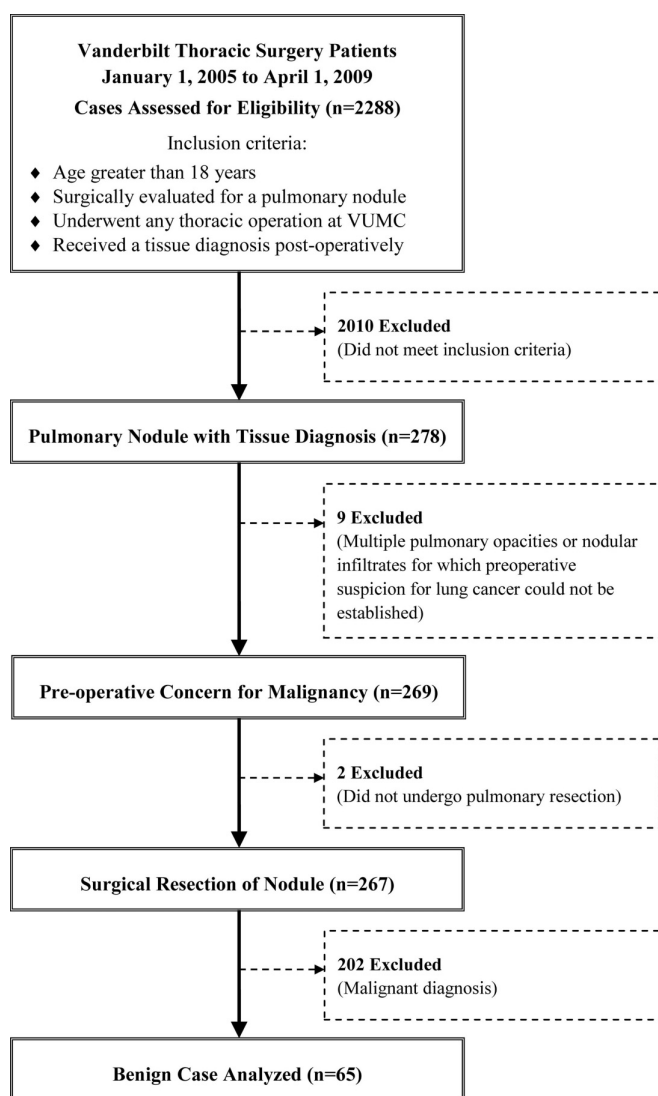 Vanderbilt Thoracic Surgery Patients
January 1, 2005 to April 1, 2009
Cases Assessed for Eligibility (n=2288)
Inclusion criteria:
♦ Age greater than 18 years
♦ Surgically evaluated for a pulmonary nodule
♦ Underwent any thoracic operation at VUMC
♦ Received a tissue diagnosis post-operatively
2010 Excluded
(Did not meet inclusion criteria)
Pulmonary Nodule with Tissue Diagnosis (n=278)
9 Excluded
(Multiple pulmonary opacities or nodular
infiltrates for which preoperative
suspicion for lung cancer could not be
established)
Pre-operative Concern for Malignancy (n=269)
2 Excluded
(Did not undergo pulmonary resection)
Surgical Resection of Nodule (n=267)
202 Excluded
(Malignant diagnosis)
Benign Case Analyzed (n=65)